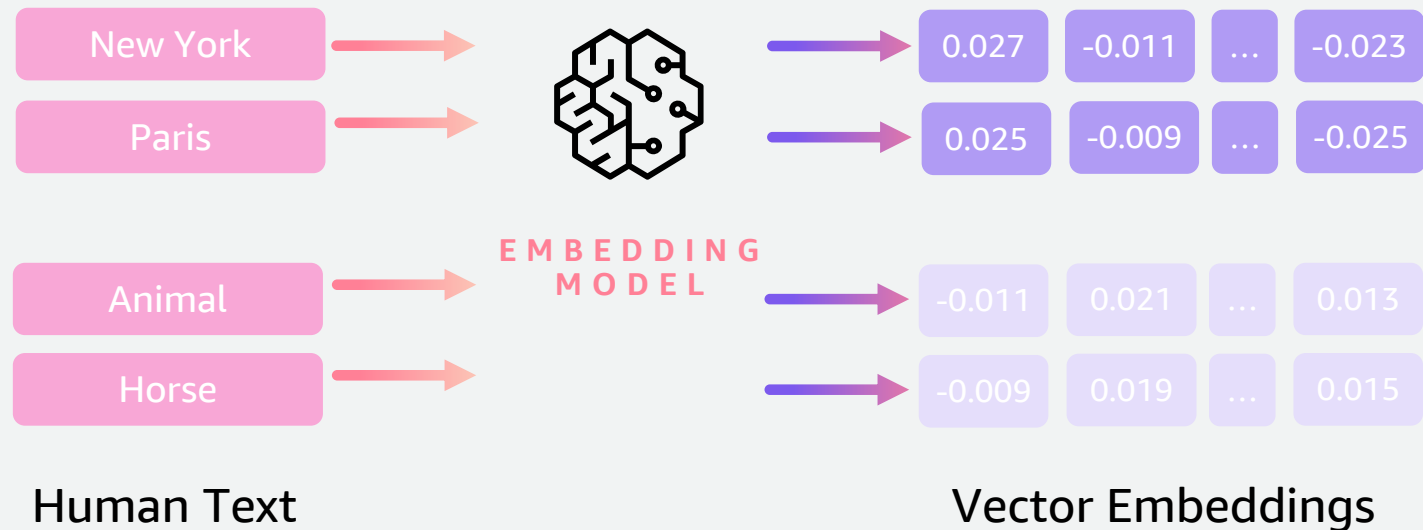 New York
0.027 -0.011 ... -0.023
Paris
0.025 -0.009 ... -0.025
EMBEDDING
MODEL
Animal
-0.011 0.021 ... 0.013
Horse
-0.009 0.019 ... 0.015
Human Text
Vector Embeddings